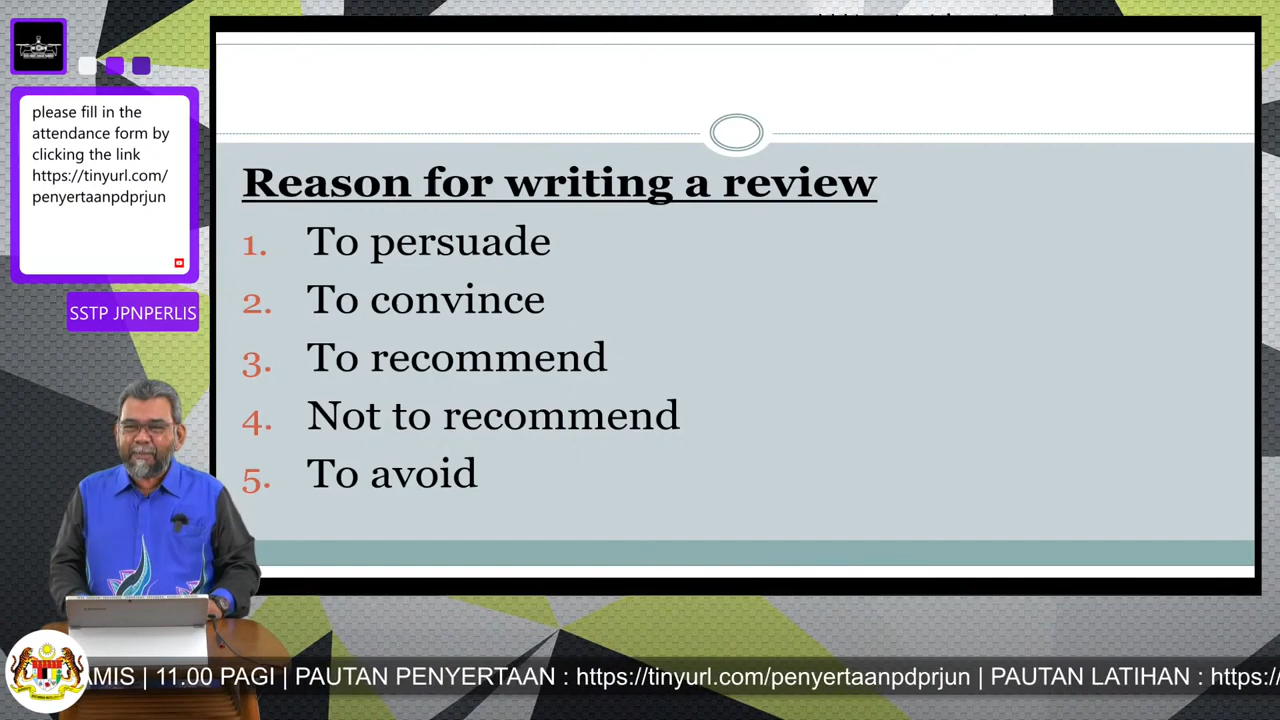 please fill in the
attendance form by
clicking the link
https://tinyurl.com/
penyertaanpdprjun
SSTP JPNPERLIS
Reason for writing a review
1. To persuade
2. To convince
3. To recommend
4. Not to recommend
5. To avoid
AMIS | 11.00 PAGI | PAUTAN PENYERTAAN : https://tinyurl.com/penyertaanpdprjun | PAUTAN LATIHAN : https:/